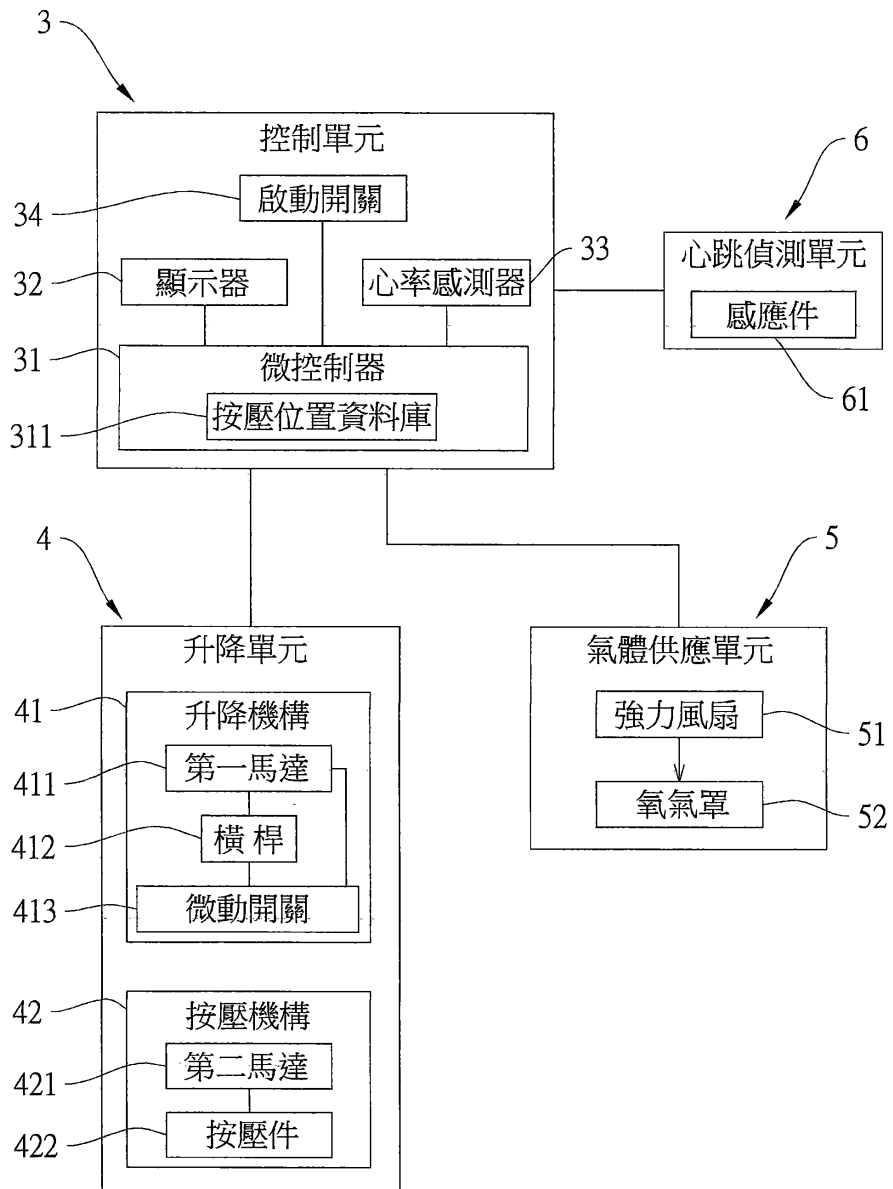 3
控制單元
6
34
啟動開關
33
心跳偵測單元
32
顯示器
心率感測器
感應件
31
微控制器
61
311
按壓位置資料庫
4
5
升降單元
氣體供應單元
41
升降機構
強力風扇
51
411
第一馬達
412
橫桿
氧氣罩
52
413
微動開關
42
按壓機構
421
第二馬達
422
按壓件